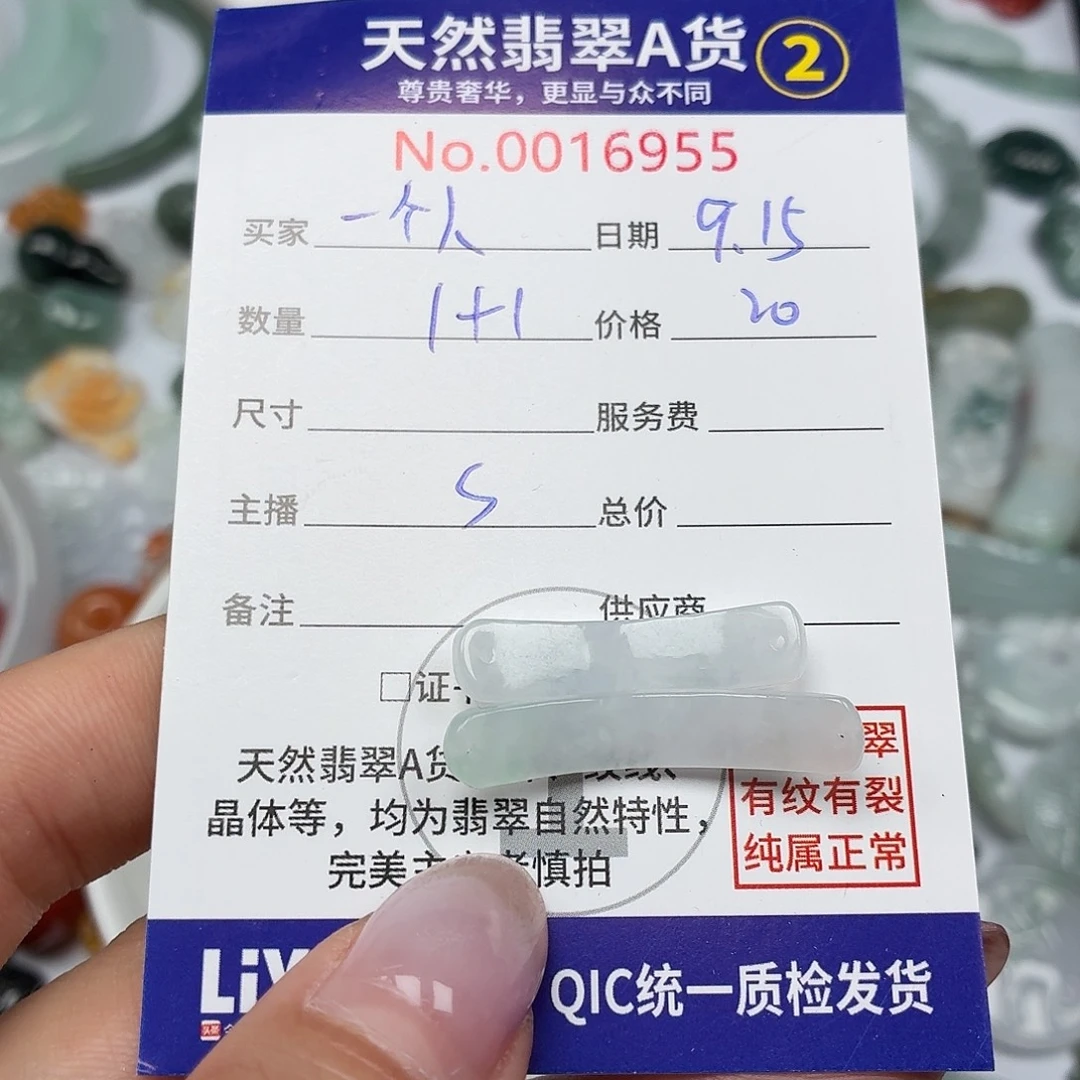 天然翡翠A货 2
尊贵奢华，更显与众不同
No.0016955
买家 一个人 日期 9.15
数量 1+1 价格 20
尺寸 服务费
主播 S 总价
备注 供应商
□证
天然翡翠A货
晶体等，均为翡翠自然特性，
完美主 者慎拍
翠
有纹有裂
纯属正常
LiY
QIC统一质检发货